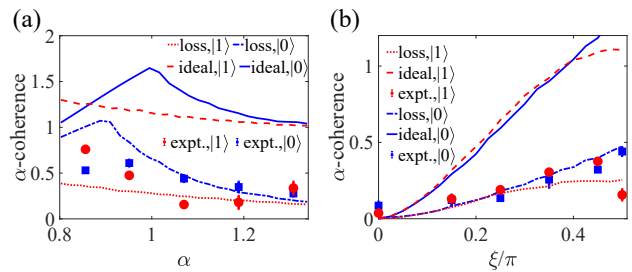 (a)
2
1.5
1
0.5
0
α-coherence
loss,|1⟩ loss,|0⟩
ideal,|1⟩ ideal,|0⟩
expt.,|1⟩ expt.,|0⟩
0.8 1 1.2
α
(b)
1
0.5
0
α-coherence
loss,|1⟩
ideal,|1⟩
expt.,|1⟩
loss,|0⟩
ideal,|0⟩
expt.,|0⟩
0 0.2 0.4
ξ/π